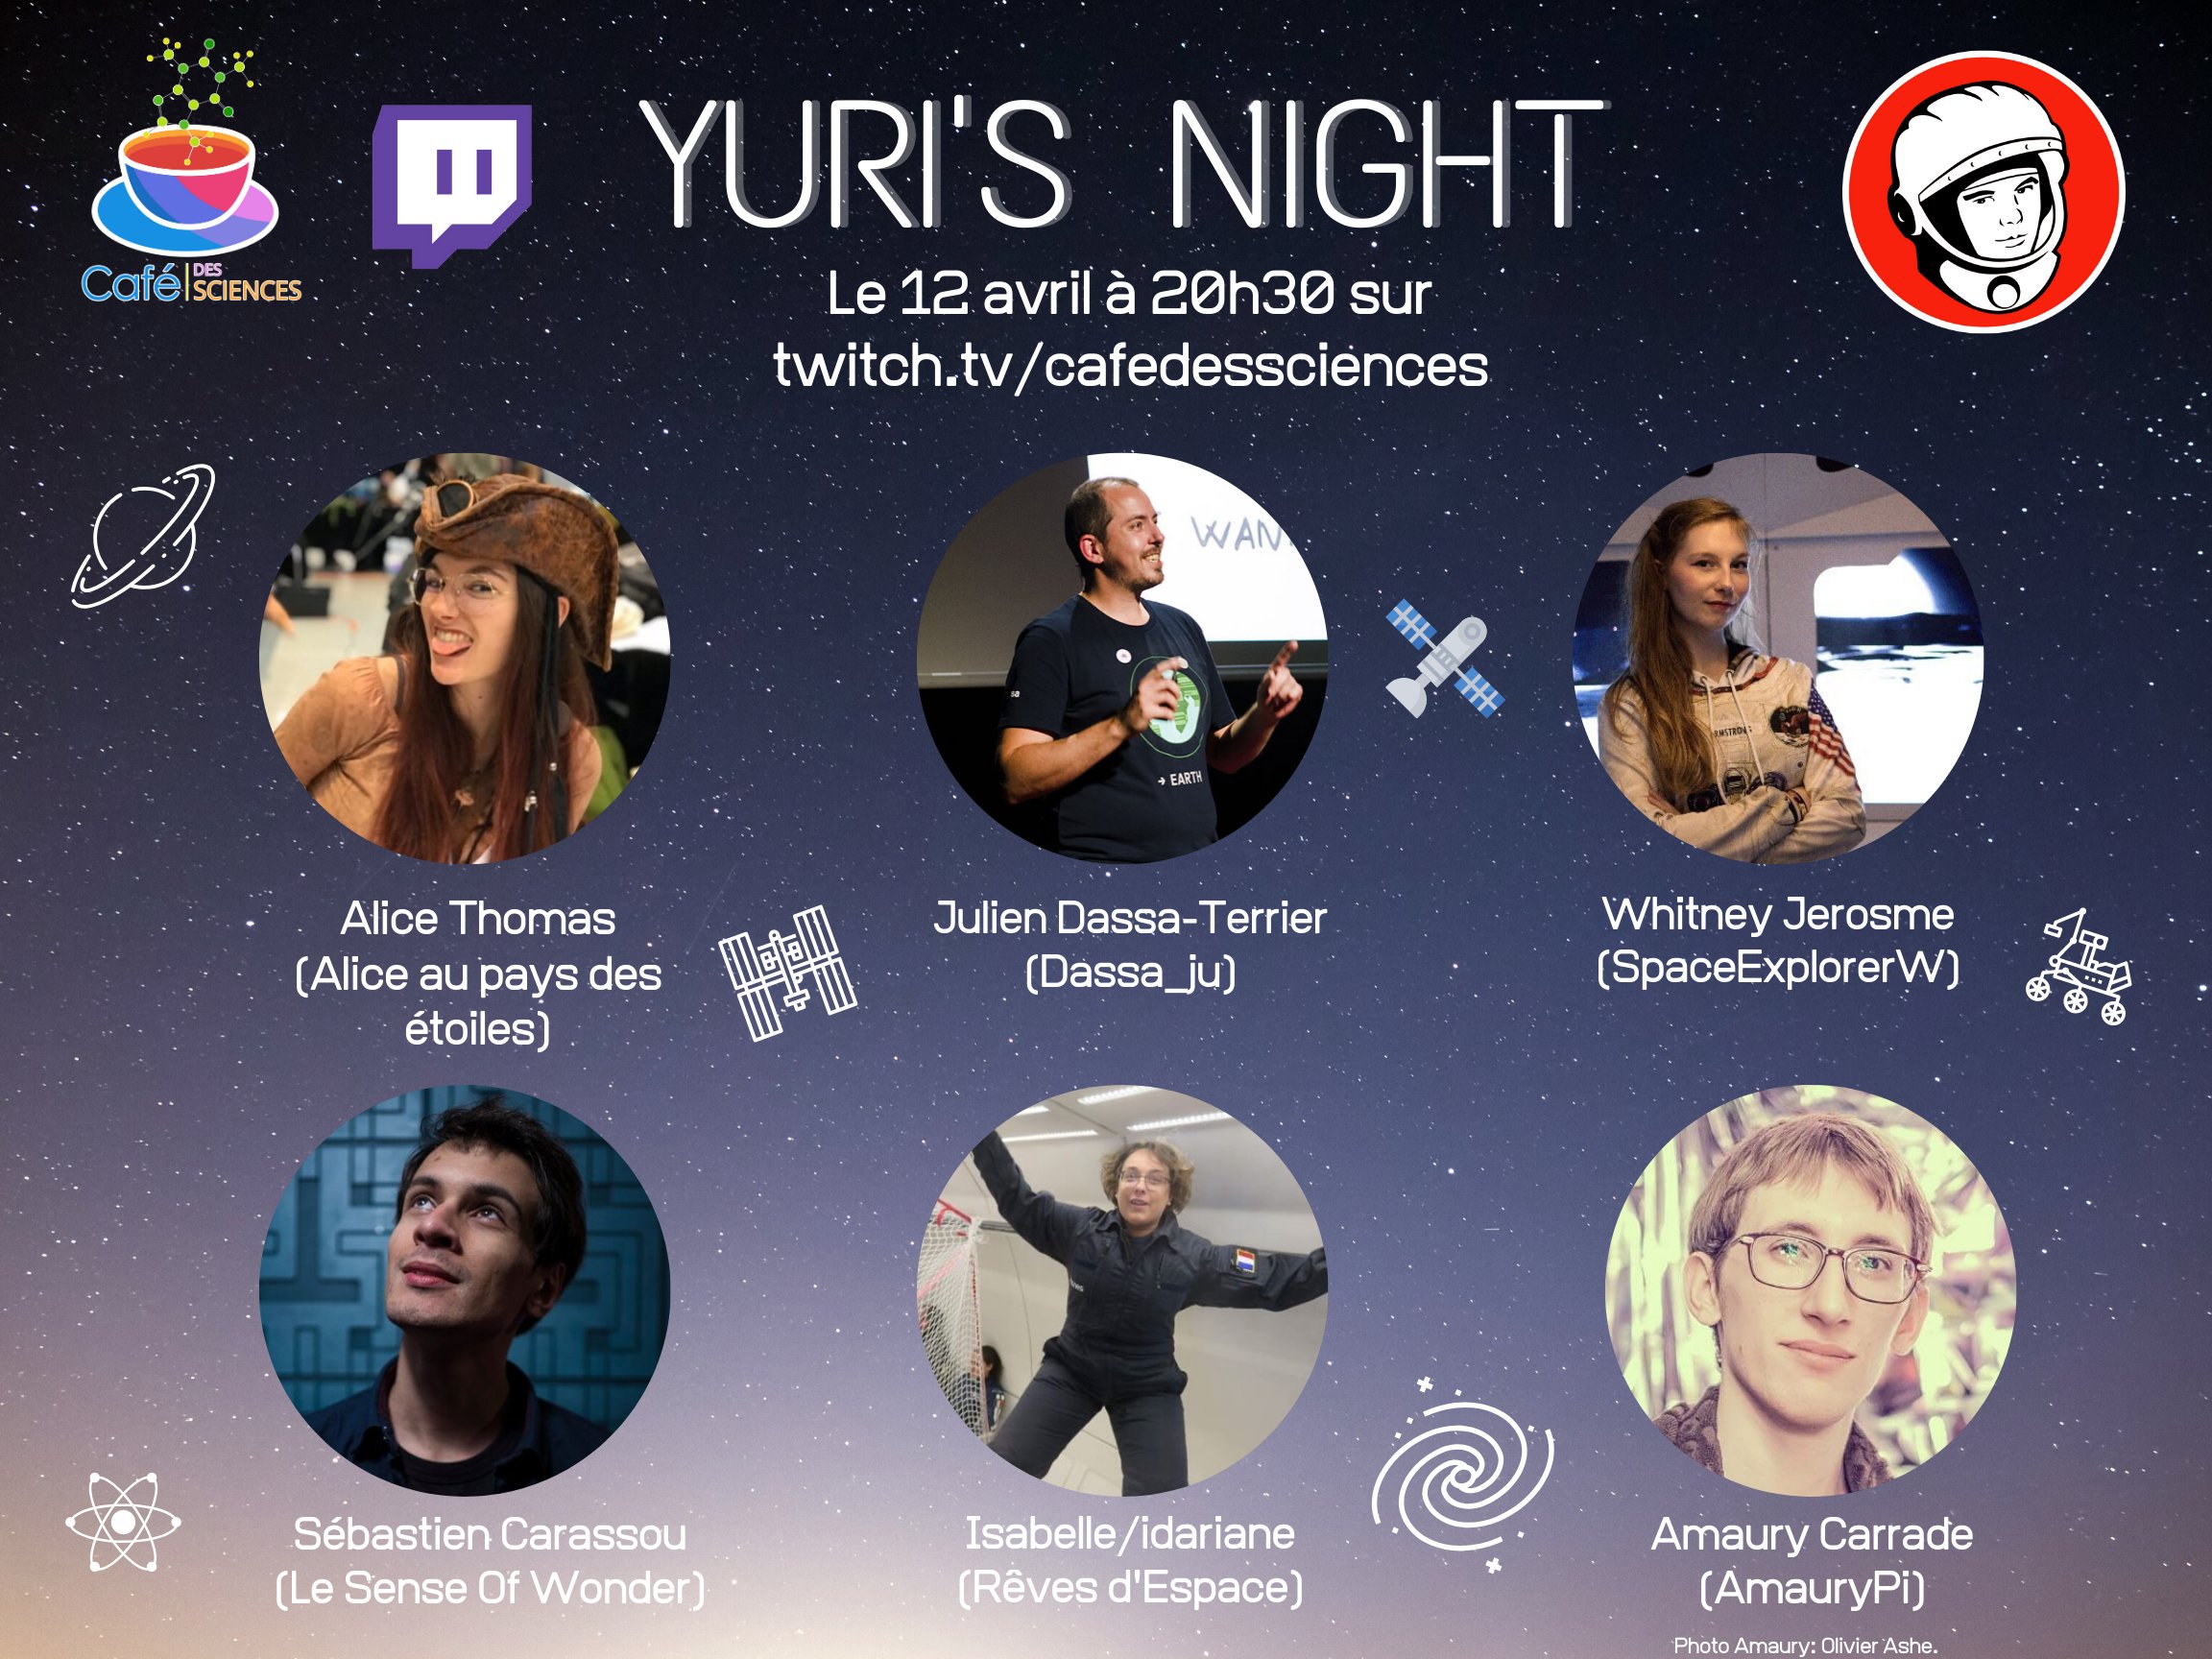 YURI'S NIGHT
Café DES SCIENCES
Le 12 avril à 20h30 sur
twitch.tv/cafedessciences
WAN
→ EARTH
Alice Thomas
(Alice au pays des
étoiles)
Julien Dassa-Terrier
(Dassa_ju)
Whitney Jerosme
(SpaceExplorerW)
Sébastien Carassou
(Le Sense Of Wonder)
Isabelle/idariane
(Rêves d'Espace)
Amaury Carrade
(AmauryPi)
Photo Amaury: Olivier Ashe.